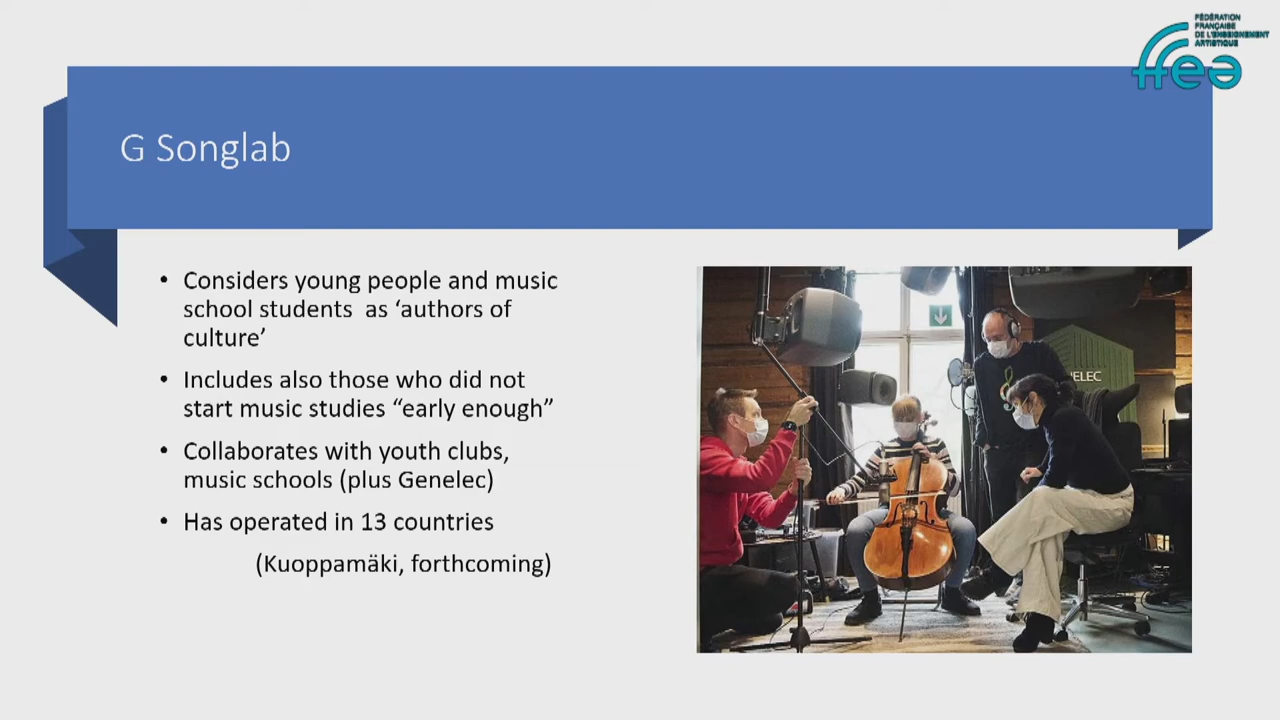 FÉDÉRATION
FRANÇAISE
DE L'ENSEIGNEMENT
ARTISTIQUE
ffea
G Songlab
• Considers young people and music
school students as ‘authors of
culture’
• Includes also those who did not
start music studies “early enough”
• Collaborates with youth clubs,
music schools (plus Genelec)
• Has operated in 13 countries
(Kuoppamäki, forthcoming)
ELEC